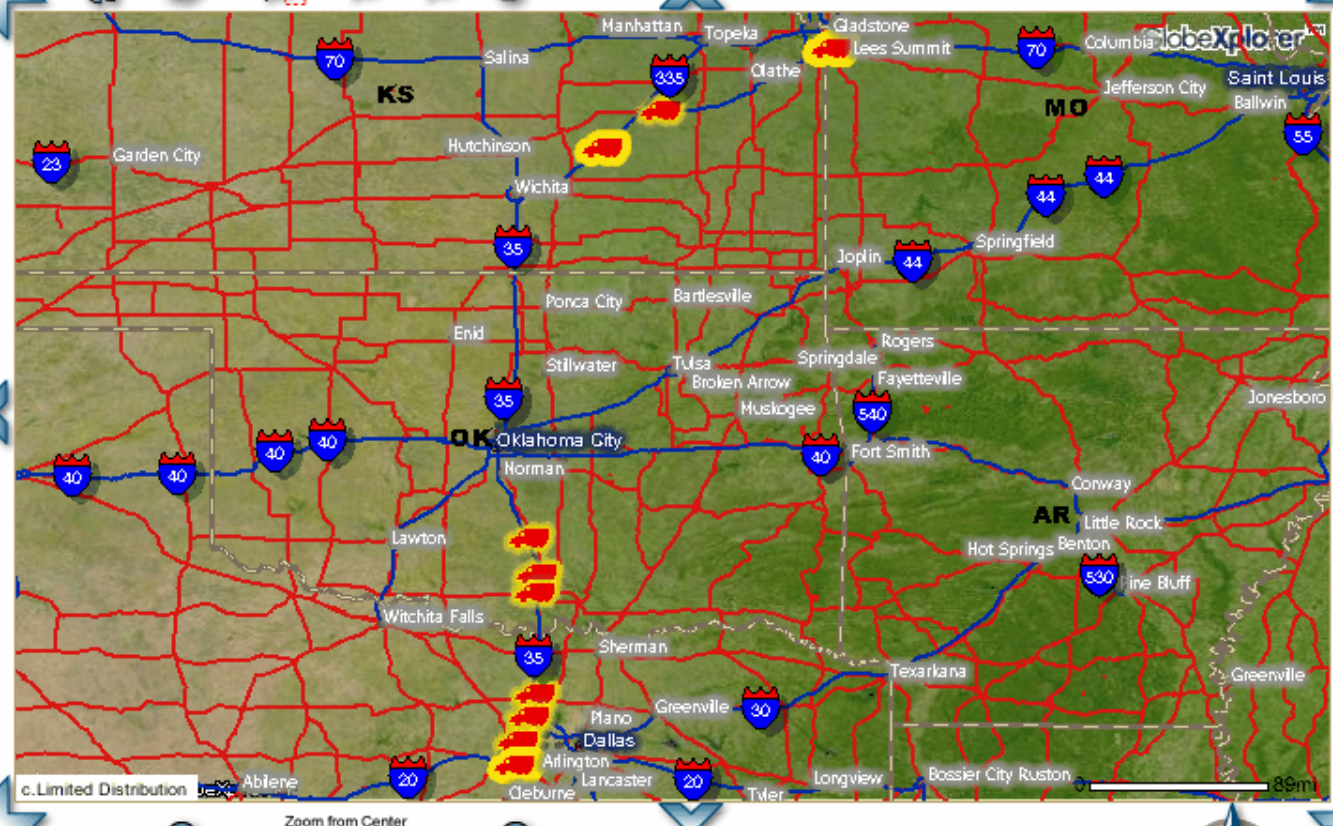 Manhattan
Topeka
Gladstone
Lees Summit
70
Columbia
GlobeXplorer
Salina
70
335
Olathe
Saint Louis
KS
MO
Jefferson City
Ballwin
55
Hutchinson
23
Garden City
Wichita
44
44
35
Joplin
44
Springfield
Ponca City
Bartlesville
Enid
Rogers
Stillwater
Tulsa
Springdale
Broken Arrow
Fayetteville
35
Muskogee
540
Jonesboro
OK
Oklahoma City
40
40
40
40
Norman
40
Fort Smith
Conway
AR
Little Rock
Lawton
Hot Springs
Benton
530
Pine Bluff
Witchita Falls
35
Sherman
Texarkana
Greenville
Greenville
30
Plano
Dallas
Arlington
20
Abilene
Lancaster
20
Longview
Bossier City
Ruston
Cleburne
Tyler
c.Limited Distribution
0
89mi
Zoom from Center